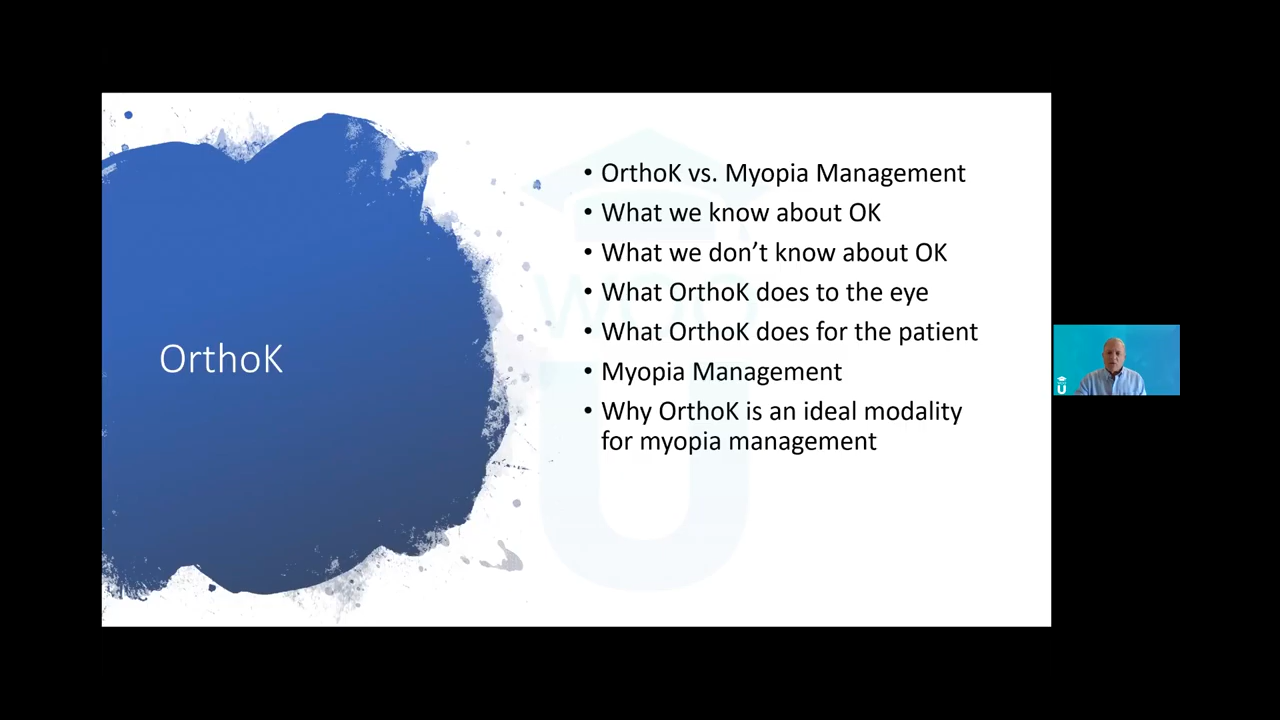 OrthoK
• OrthoK vs. Myopia Management
• What we know about OK
• What we don’t know about OK
• What OrthoK does to the eye
• What OrthoK does for the patient
• Myopia Management
• Why OrthoK is an ideal modality
for myopia management
WOO
U
U